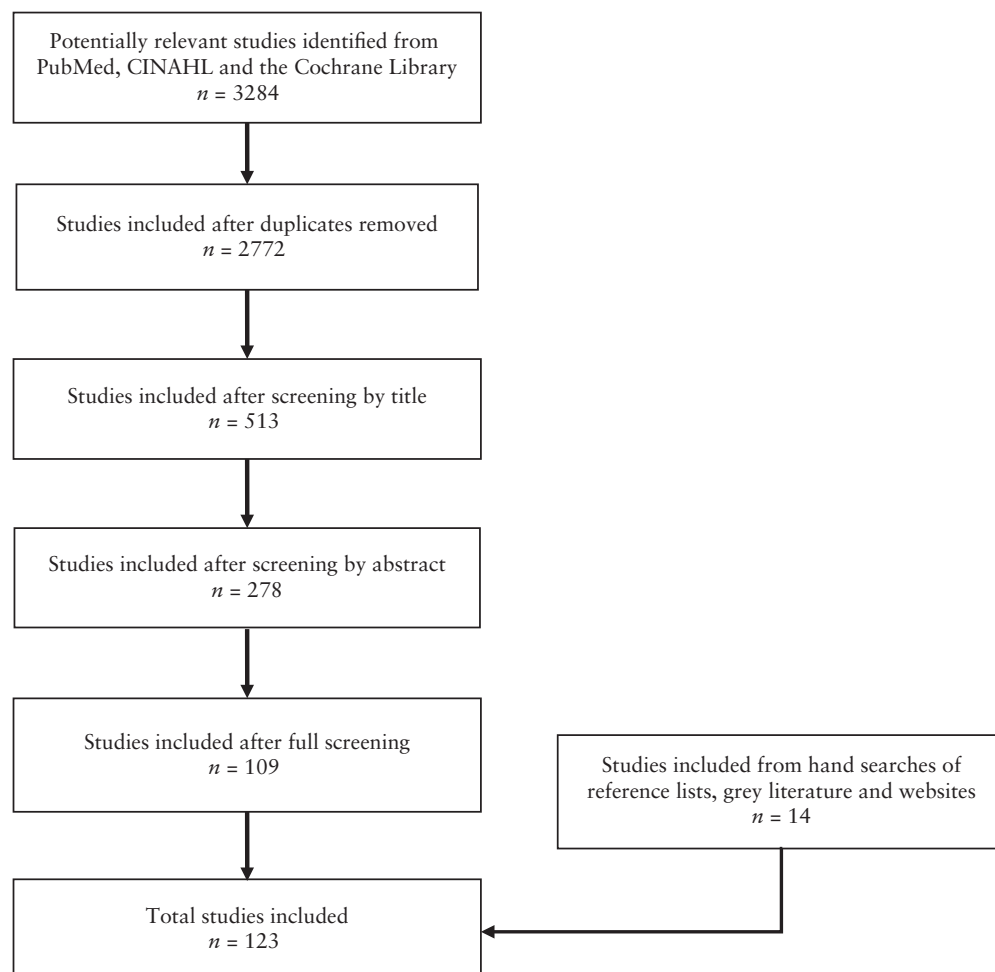 Potentially relevant studies identified from
PubMed, CINAHL and the Cochrane Library
n = 3284
Studies included after duplicates removed
n = 2772
Studies included after screening by title
n = 513
Studies included after screening by abstract
n = 278
Studies included after full screening
n = 109
Studies included from hand searches of
reference lists, grey literature and websites
n = 14
Total studies included
n = 123